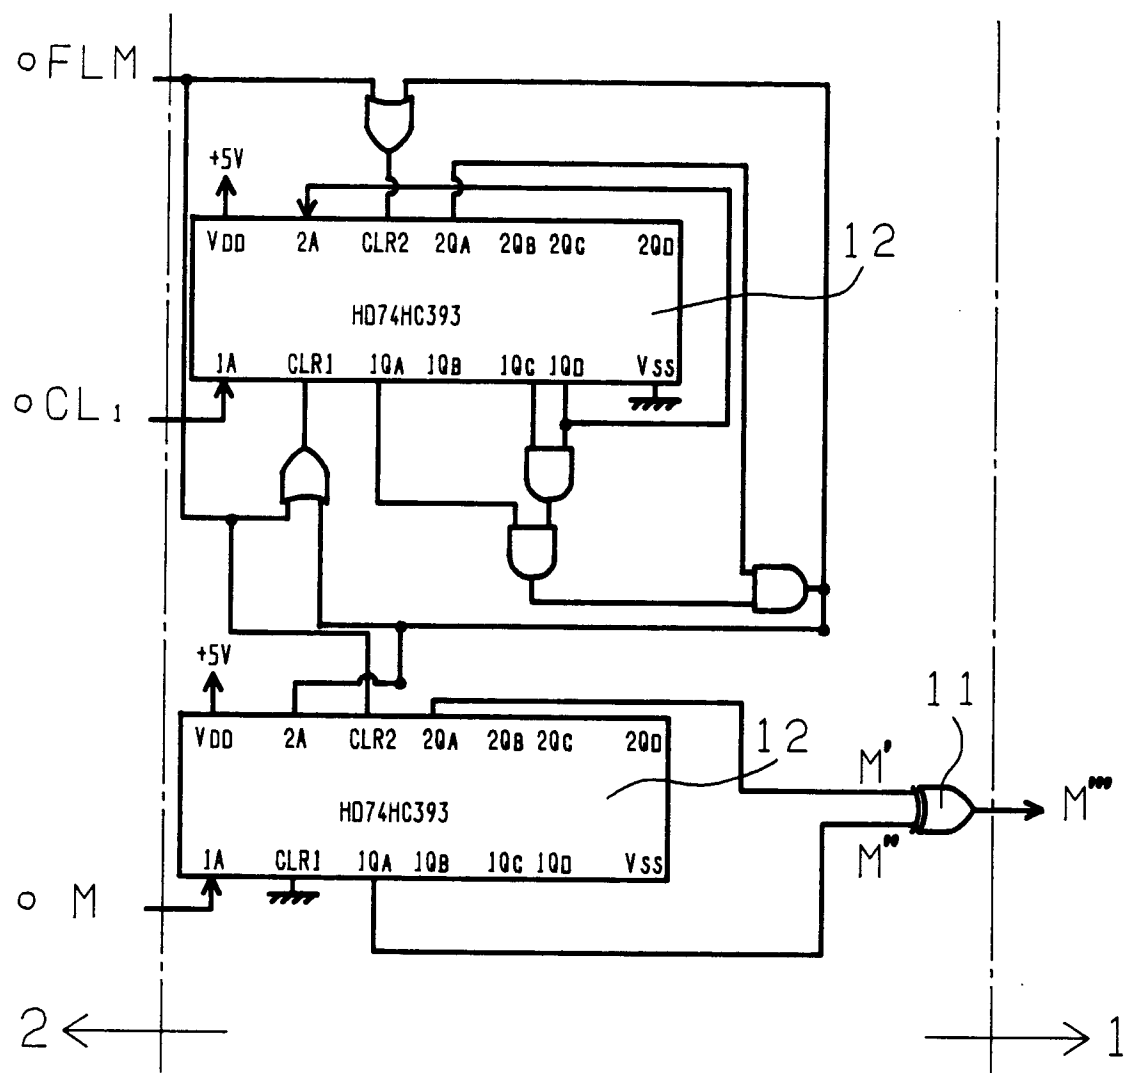 FLM
+5V
VDD 2A CLR2 2QA 2QB 2QC 2QD
12
HD74HC393
1A CLR1 1QA 1QB 1QC 1QD VSS
CL1
+5V
VDD 2A CLR2 2QA 2QB 2QC 2QD
12
11
M'
HD74HC393
M"'
M"
1A CLR1 1QA 1QB 1QC 1QD VSS
M
2
1